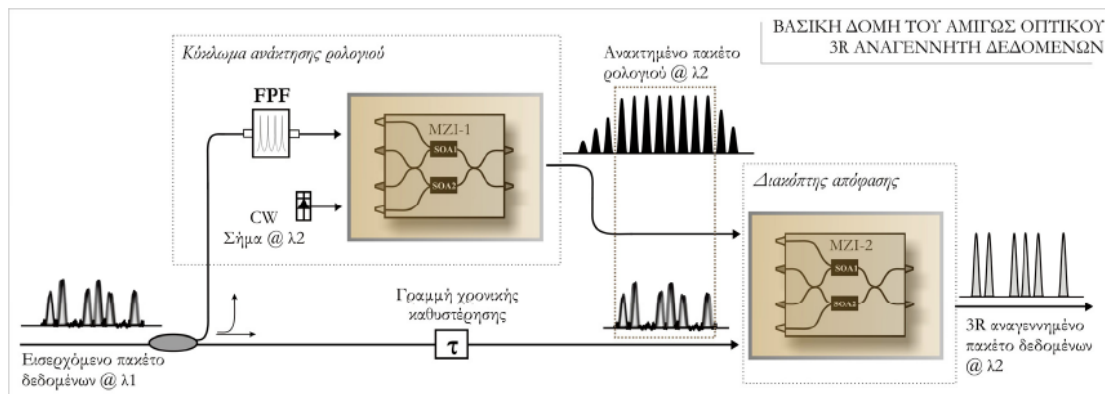 ΒΑΣΙΚΗ ΔΟΜΗ ΤΟΥ ΑΜΙΓΩΣ ΟΠΤΙΚΟΥ
3R ΑΝΑΓΕΝΝΗΤΗ ΔΕΔΟΜΕΝΩΝ
Κύκλωμα ανάκτησης ρολογιού
FPF
MZI-1
SOA1
SOA2
CW
Σήμα @ λ2
Ανακτημένο πακέτο
ρολογιού @ λ2
Διακόπτης απόφασης
MZI-2
SOA1
SOA2
Γραμμή χρονικής
καθυστέρησης
τ
Εισερχόμενο πακέτο
δεδομένων @ λ1
3R αναγεννημένο
πακέτο δεδομένων
@ λ2